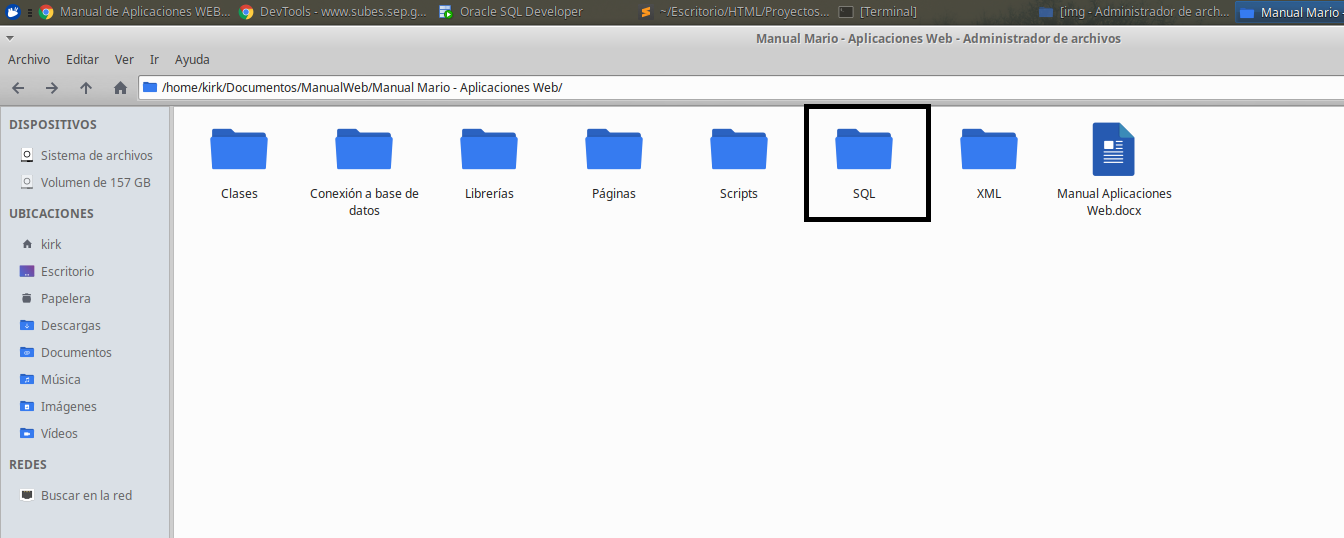 Manual de Aplicaciones WEB...
DevTools - www.subes.sep.g...
Oracle SQL Developer
~/Escritorio/HTML/Proyectos...
[Terminal]
[img - Administrador de arch...
Manual Mario -
Manual Mario - Aplicaciones Web - Administrador de archivos
Archivo Editar Ver Ir Ayuda
/home/kirk/Documentos/ManualWeb/Manual Mario - Aplicaciones Web/
DISPOSITIVOS
Sistema de archivos
Volumen de 157 GB
UBICACIONES
kirk
Escritorio
Papelera
Descargas
Documentos
Música
Imágenes
Vídeos
REDES
Buscar en la red
Clases
Conexión a base de
datos
Librerías
Páginas
Scripts
SQL
XML
Manual Aplicaciones
Web.docx